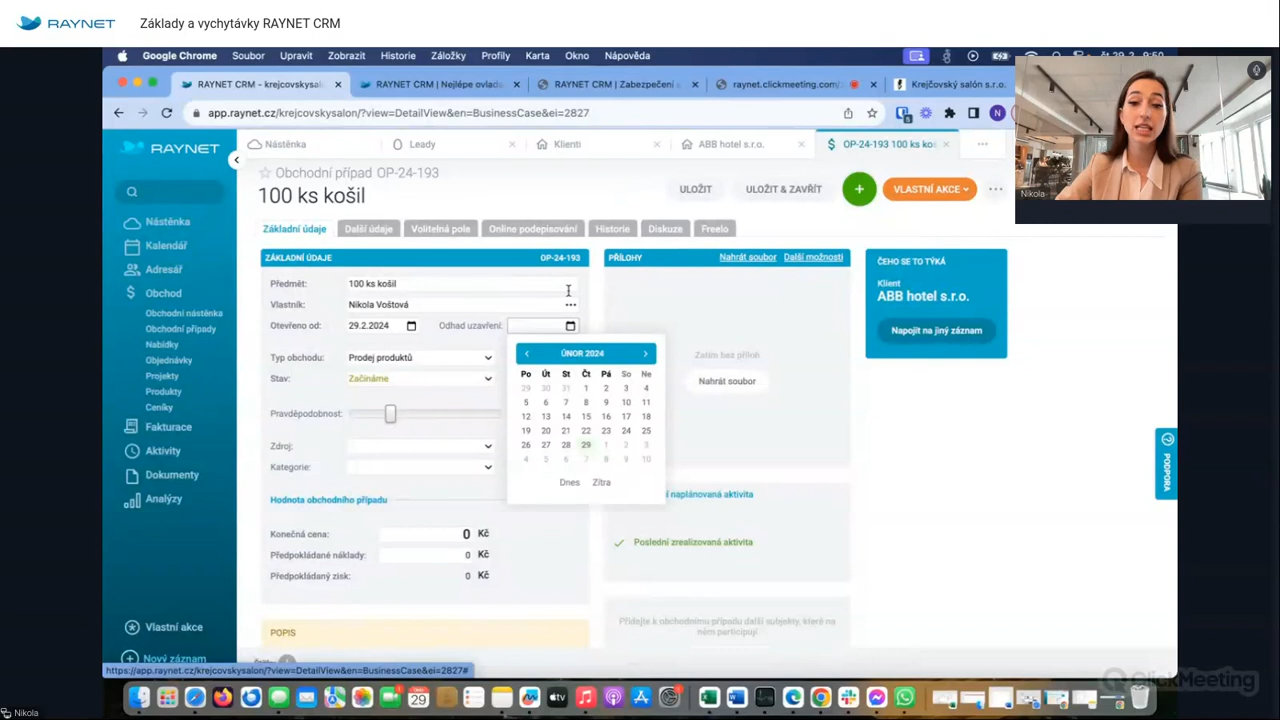 RAYNET Základy a vychytávky RAYNET CRM
Google Chrome Soubor Upravit Zobrazit Historie Záložky Profily Karta Okno Nápověda čt 29. 2. 9:50
RAYNET CRM - krejcovskysalo RAYNET CRM | Nejlépe ovlada RAYNET CRM | Zabezpečení raynet.clickmeeting.com/ Krejčovský salón s.r.o.
app.raynet.cz/krejcovskysalon/?view=DetailView&en=BusinessCase&ei=2827
RAYNET
Nástěnka Leady Klienti ABB hotel s.r.o. OP-24-193 100 ks koš
Nikola
Obchodní případ OP-24-193
100 ks košil
ULOŽIT ULOŽIT & ZAVŘÍT VLASTNÍ AKCE
Nástěnka
Kalendář
Adresář
Obchod
Obchodní nástěnka
Obchodní případy
Nabídky
Objednávky
Projekty
Produkty
Ceníky
Fakturace
Aktivity
Dokumenty
Analýzy
Vlastní akce
Nový záznam
Základní údaje Další údaje Volitelná pole Online podepisování Historie Diskuze Freelo
ZÁKLADNÍ ÚDAJE OP-24-193
Předmět: 100 ks košil
Vlastník: Nikola Voštová
Otevřeno od: 29.2.2024 Odhad uzavření:
Typ obchodu: Prodej produktů
Stav: Začínáme
Pravděpodobnost:
Zdroj:
Kategorie:
Hodnota obchodního případu
Konečná cena: 0 Kč
Předpokládané náklady: 0 Kč
Předpokládaný zisk: 0 Kč
POPIS
ÚNOR 2024
Po Út St Čt Pá So Ne
29 30 31 1 2 3 4
5 6 7 8 9 10 11
12 13 14 15 16 17 18
19 20 21 22 23 24 25
26 27 28 29 1 2 3
4 5 6 7 8 9 10
Dnes Zítra
PŘÍLOHY Nahrát soubor Další možnosti
Zatím bez příloh
Nahrát soubor
naplánovaná aktivita
Poslední zrealizovaná aktivita
Přidejte k obchodnímu případu další subjekty, které na
něm participují.
ČEHO SE TO TÝKÁ
Klient
ABB hotel s.r.o.
Napojit na jiný záznam
PODPORA
https://app.raynet.cz/krejcovskysalon/?view=DetailView&en=BusinessCase&ei=2827#
ClickMeeting
Nikola